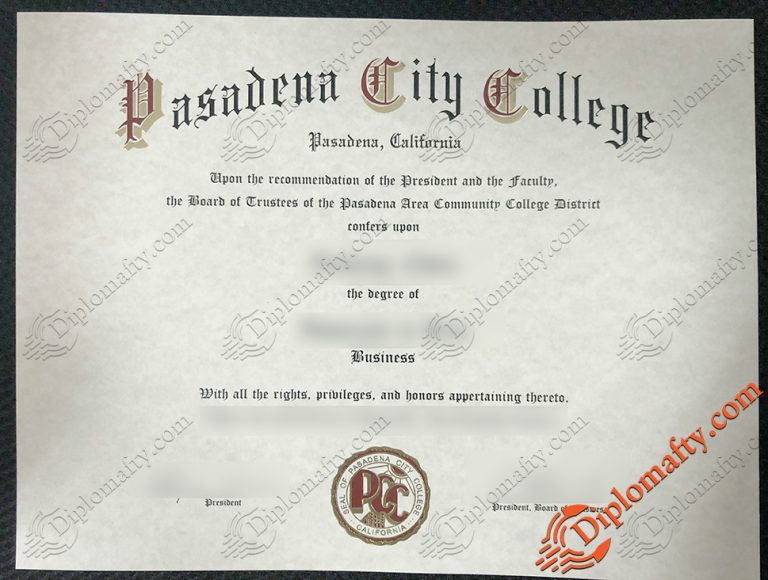 Pasadena City College
Pasadena, California
Upon the recommendation of the President and the Faculty,
the Board of Trustees of the Pasadena Area Community College District
confers upon
the degree of
Business
With all the rights, privileges, and honors appertaining thereto.
SEAL OF PASADENA CITY COLLEGE
PCC
CALIFORNIA
President
President, Board of
Diplomafty.com